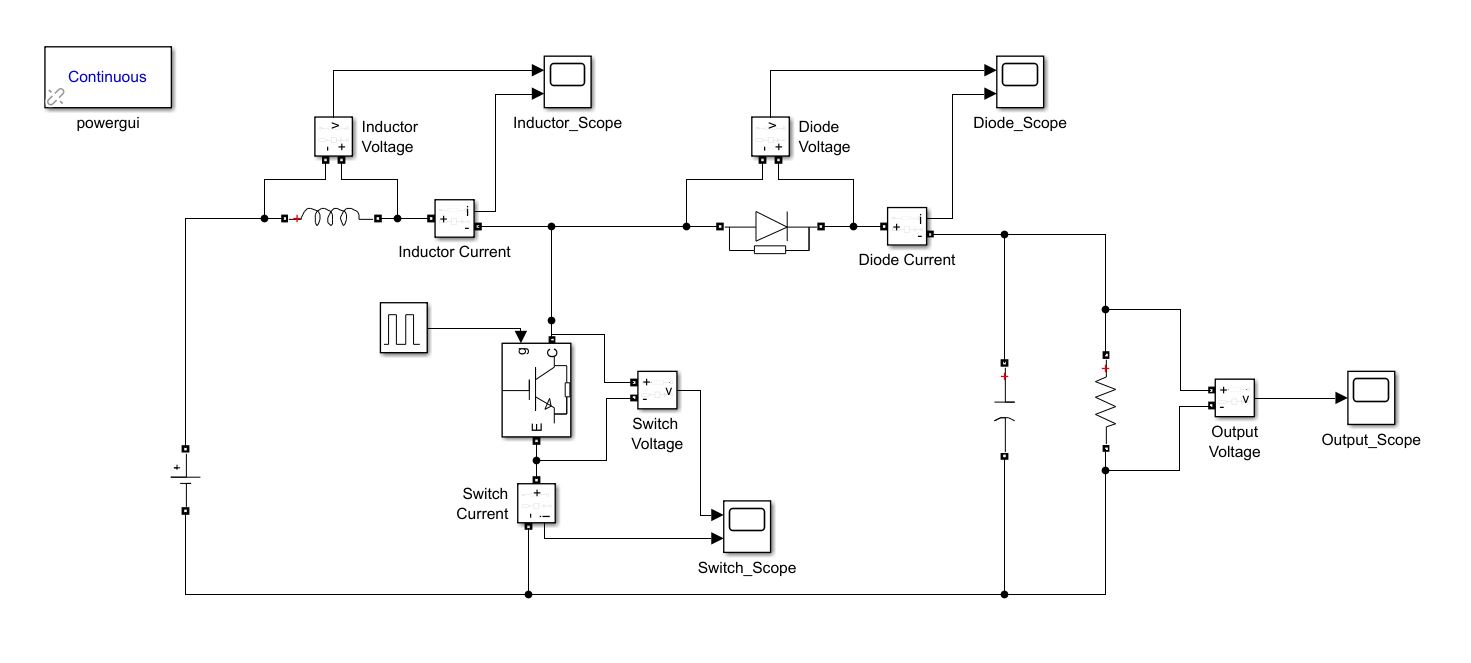 Continuous
powergui
Inductor
Voltage
v
- +
Inductor_Scope
i
+
-
Inductor Current
Diode
Voltage
v
- +
Diode_Scope
i
+
-
Diode Current
g
C
E
+
-
v
Switch
Voltage
Switch
Current
+
-
i
Switch_Scope
+
+
+
+
+
-
v
Output
Voltage
Output_Scope